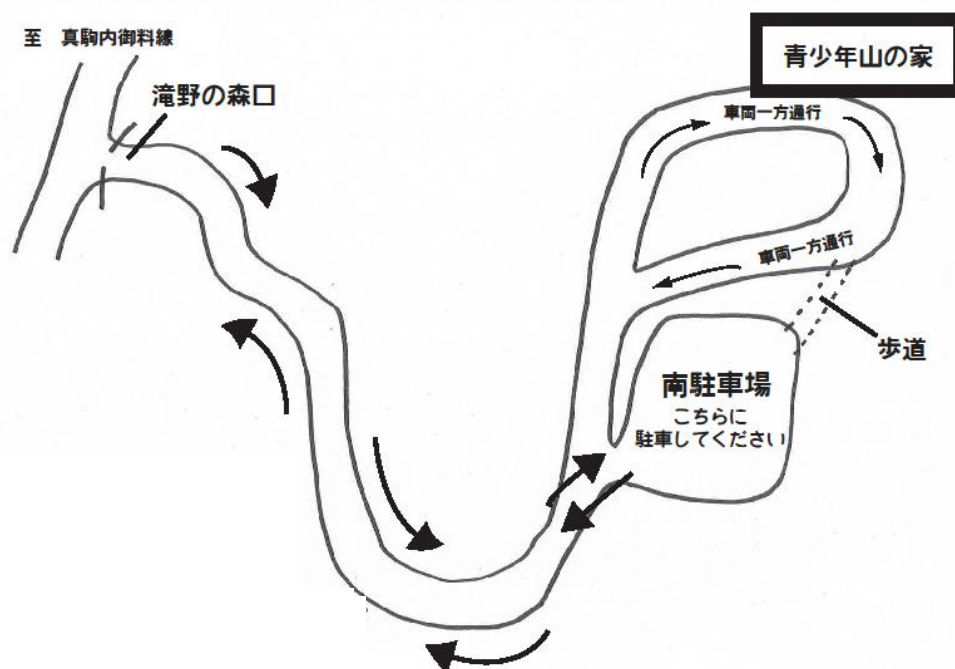 至 真駒内御料線
滝野の森口
青少年山の家
車両一方通行
車両一方通行
歩道
南駐車場
こちらに
駐車してください